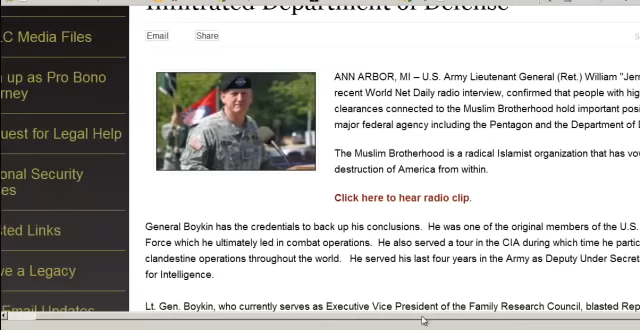 Infiltrated Department of Defense
Email Share
C Media Files
up as Pro Bono
rney
uest for Legal Help
onal Security
es
ted Links
ve a Legacy
Email Updates
ANN ARBOR, MI – U.S. Army Lieutenant General (Ret.) William "Jerr
recent World Net Daily radio interview, confirmed that people with hig
clearances connected to the Muslim Brotherhood hold important posi
major federal agency including the Pentagon and the Department of
The Muslim Brotherhood is a radical Islamist organization that has vow
destruction of America from within.
Click here to hear radio clip.
General Boykin has the credentials to back up his conclusions. He was one of the original members of the U.S.
Force which he ultimately led in combat operations. He also served a tour in the CIA during which time he partic
clandestine operations throughout the world. He served his last four years in the Army as Deputy Under Secret
for Intelligence.
Lt. Gen. Boykin, who currently serves as Executive Vice President of the Family Research Council, blasted Rep